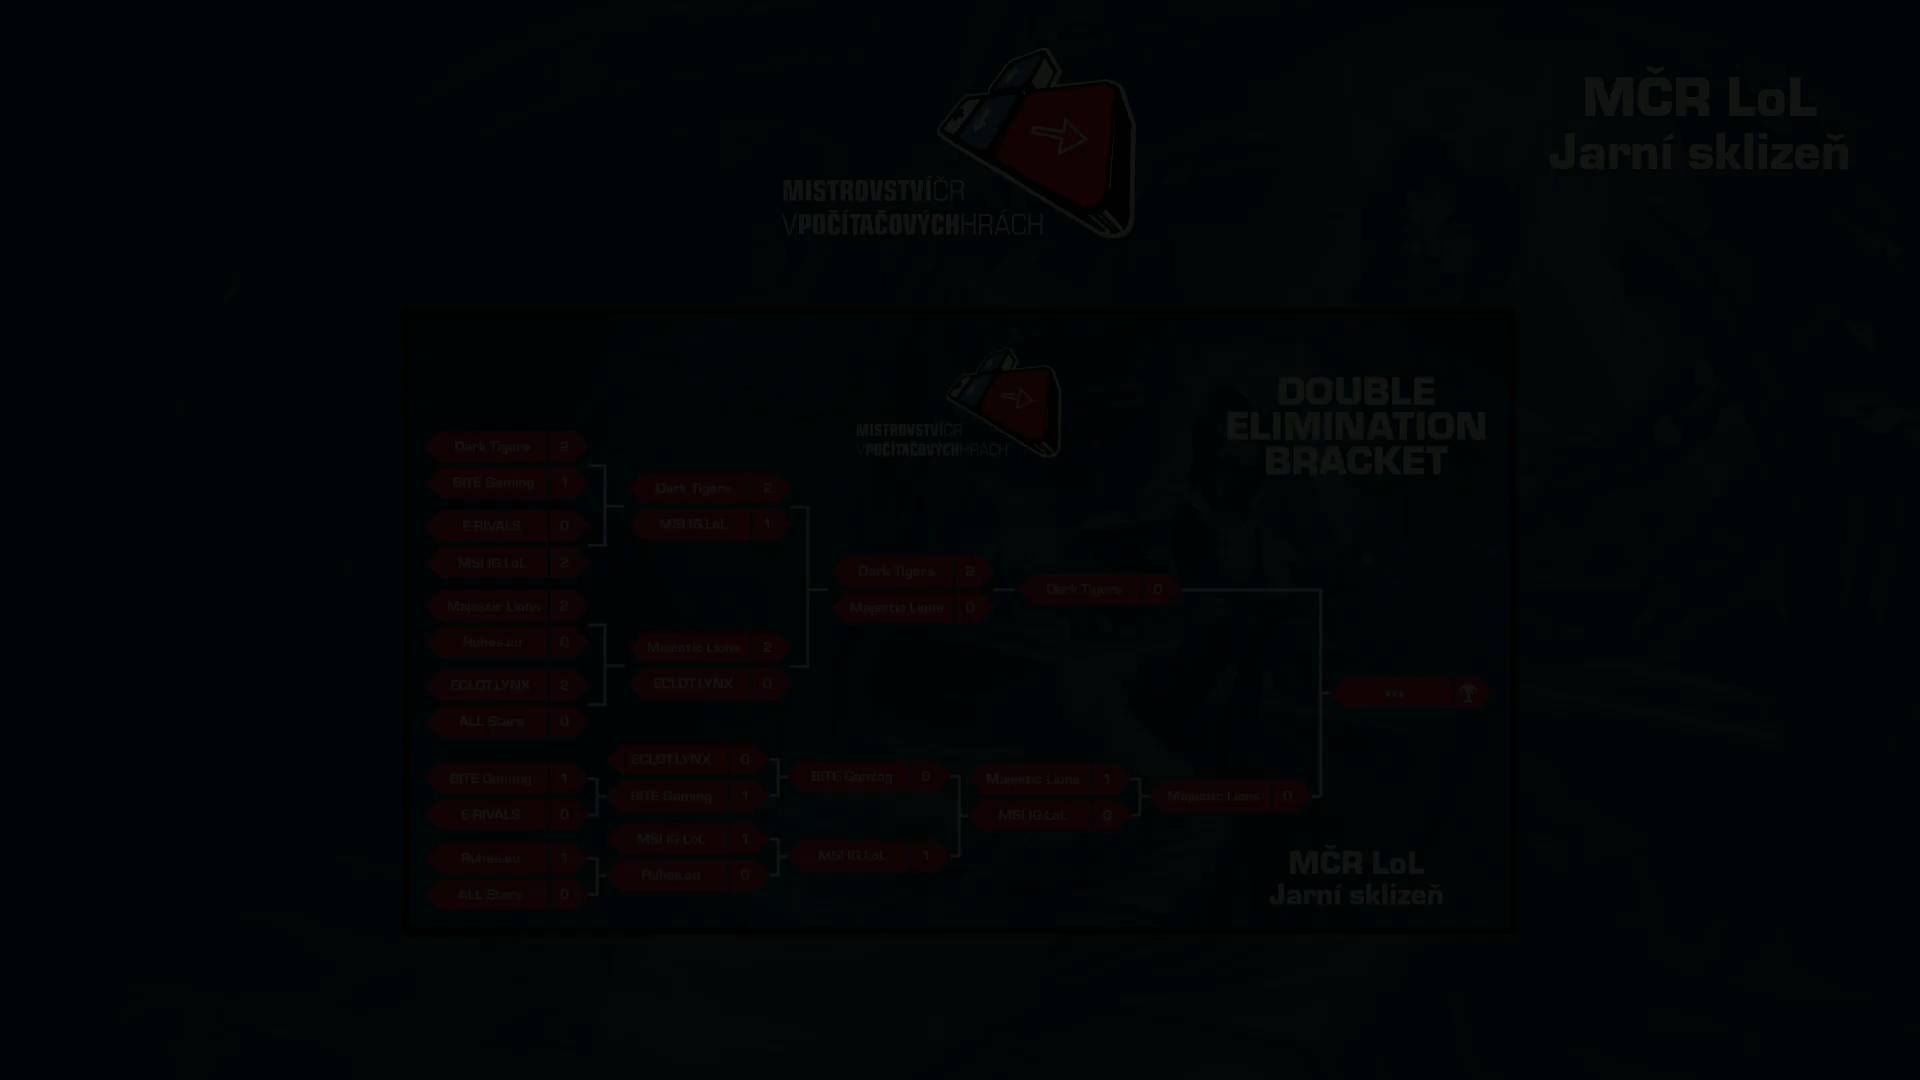 MČR LoL
Jarní sklizeň
MISTROVSTVÍČR
VPOČÍTAČOVÝCHHRÁCH
DOUBLE
ELIMINATION
BRACKET
MISTROVSTVÍČR
VPOČÍTAČOVÝCHHRÁCH
Dark Tigers 2
BITE Gaming 1
E-RIVALS 0
MSI IG.LoL 2
Majestic Lions 2
Ruhes.eu 0
ECLOT.LYNX 2
ALL Stars 0
Dark Tigers 2
MSI IG.LoL 1
Majestic Lions 2
ECLOT.LYNX 0
Dark Tigers 2
Majestic Lions 0
Dark Tigers 0
BITE Gaming 1
E-RIVALS 0
Ruhes.eu 1
ALL Stars 0
ECLOT.LYNX 0
BITE Gaming 1
MSI IG.LoL 1
Ruhes.eu 0
BITE Gaming 0
MSI IG.LoL 1
Majestic Lions 1
MSI IG.LoL 0
Majestic Lions 0
MČR LoL
Jarní sklizeň